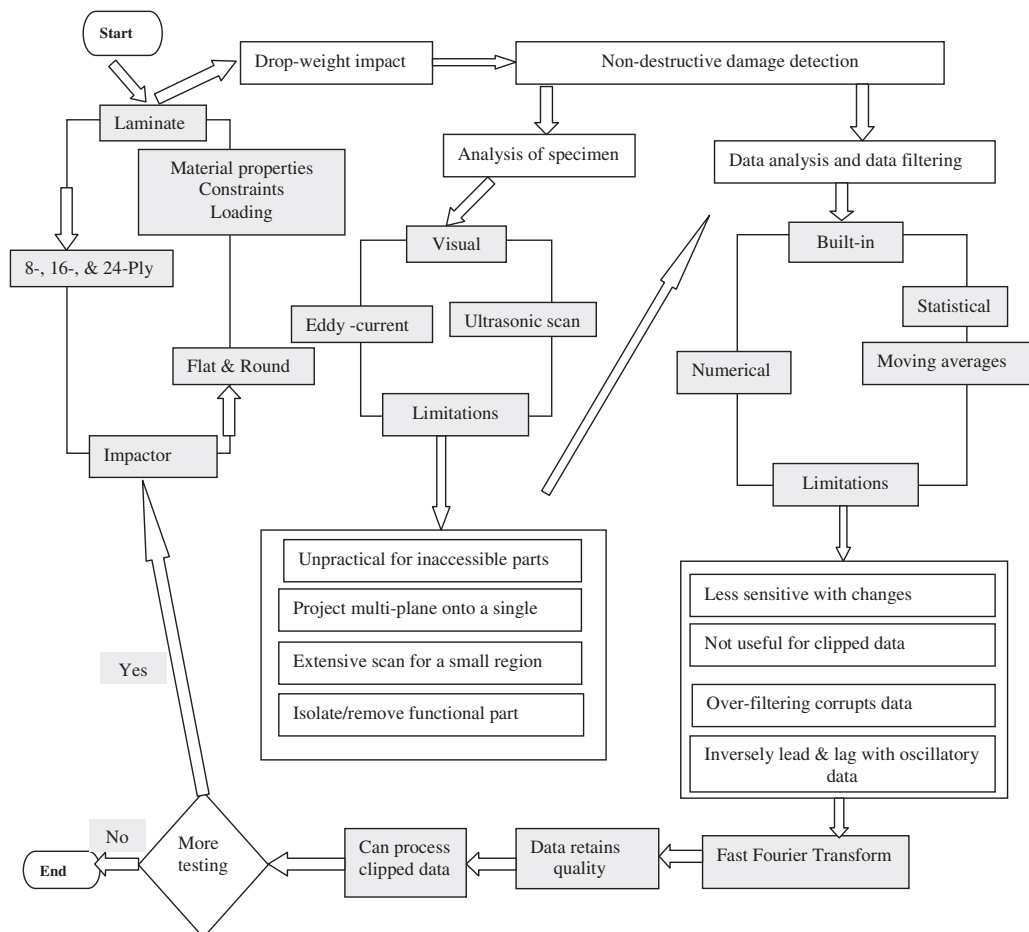 Start
Drop-weight impact
Non-destructive damage detection
Laminate
Material properties
Constraints
Loading
8-, 16-, & 24-Ply
Flat & Round
Impactor
Analysis of specimen
Visual
Eddy -current
Ultrasonic scan
Limitations
Unpractical for inaccessible parts
Project multi-plane onto a single
Extensive scan for a small region
Isolate/remove functional part
Data analysis and data filtering
Built-in
Statistical
Numerical
Moving averages
Limitations
Less sensitive with changes
Not useful for clipped data
Over-filtering corrupts data
Inversely lead & lag with oscillatory
data
Fast Fourier Transform
Data retains
quality
Can process
clipped data
More
testing
Yes
No
End